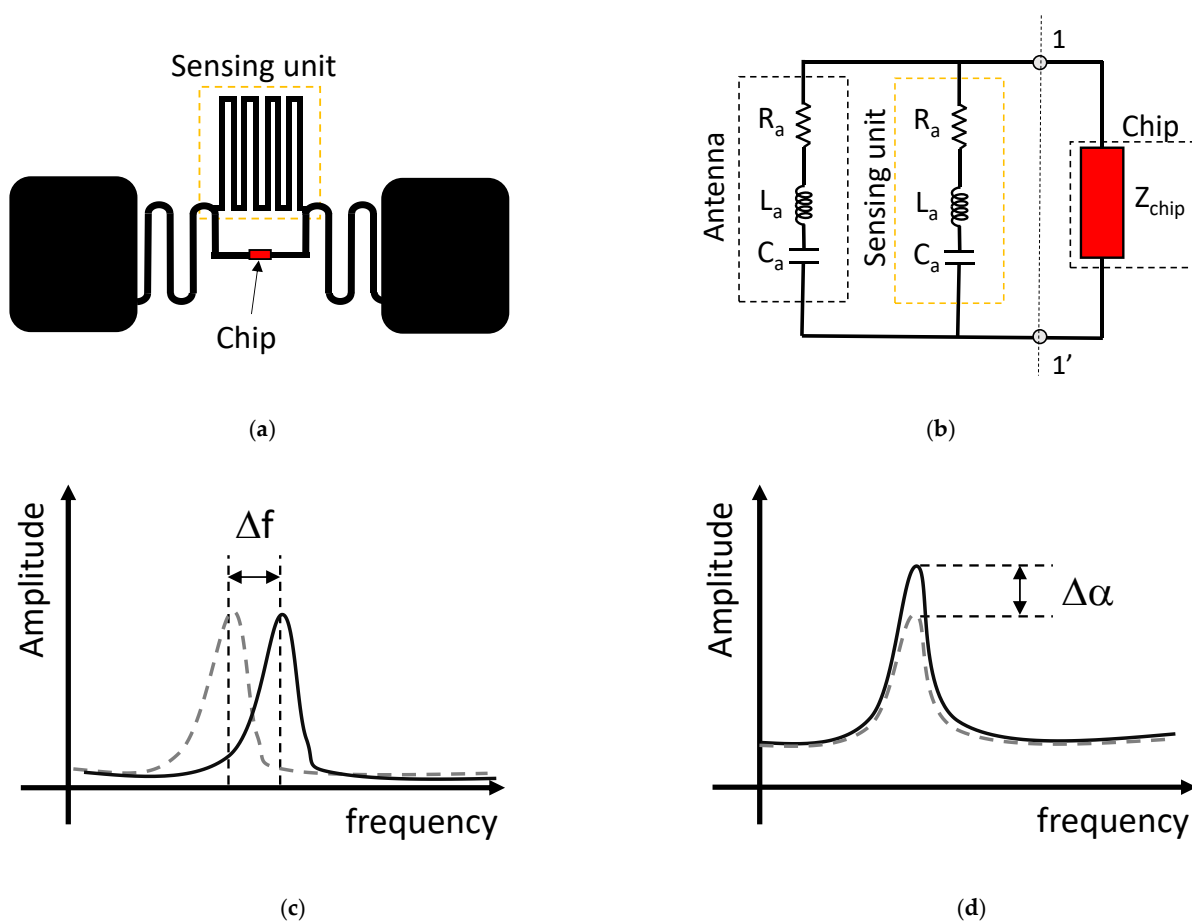 Sensing unit
Chip
(a)
1
Antenna
Rₐ
Lₐ
Cₐ
Sensing unit
Rₐ
Lₐ
Cₐ
Chip
Z_chip
1’
(b)
Amplitude
Δf
frequency
(c)
Amplitude
Δα
frequency
(d)